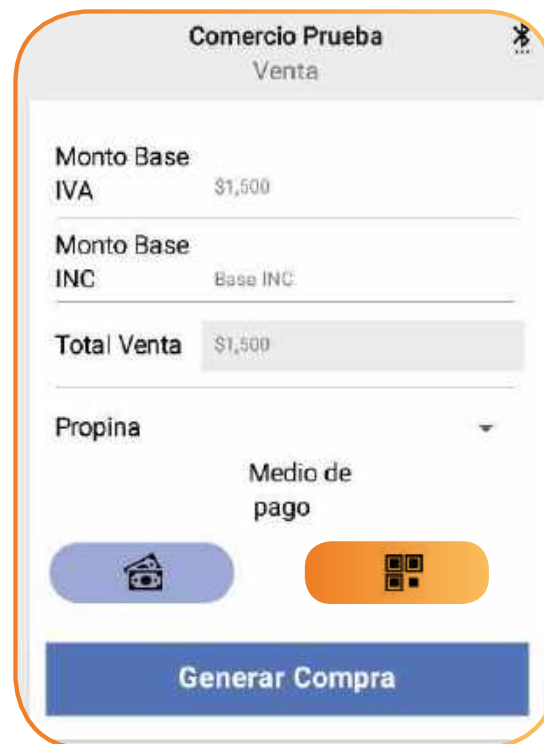 Comercio Prueba
Venta
Monto Base
IVA
$1,500
Monto Base
INC
Base INC
Total Venta
$1,500
Propina
Medio de
pago
Generar Compra